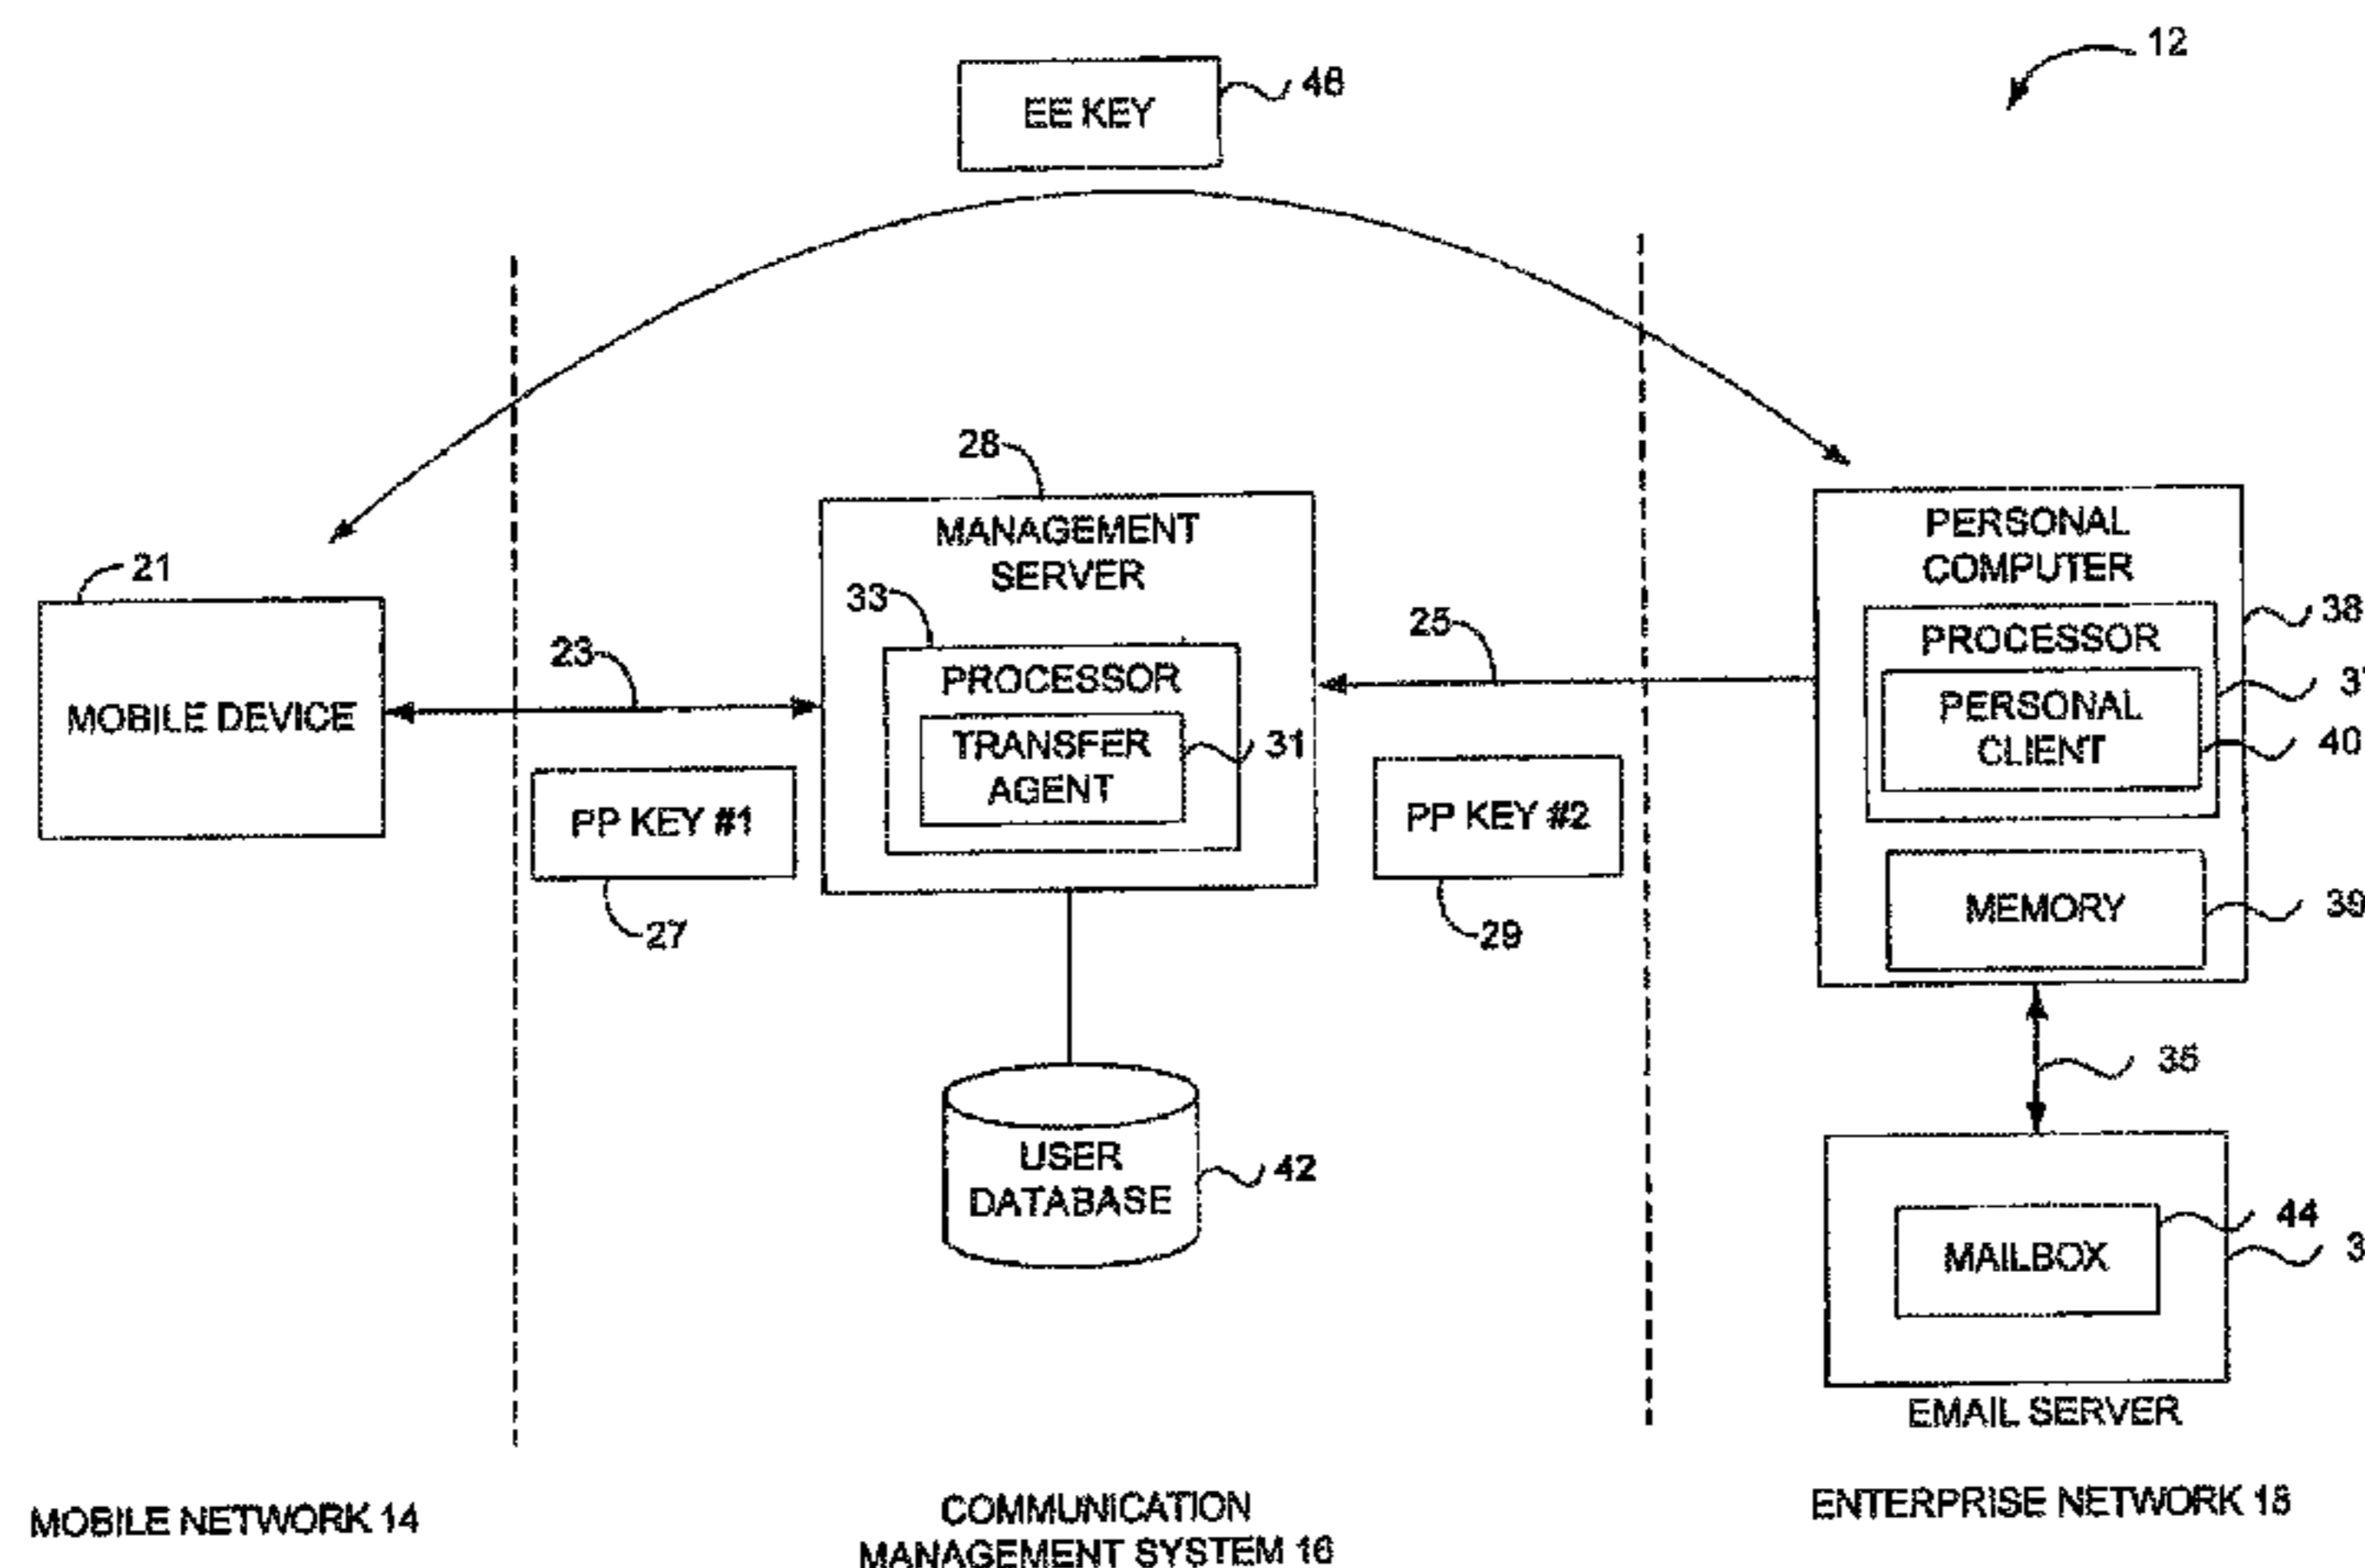 12
EE KEY
46
28
MANAGEMENT
SERVER
PERSONAL
COMPUTER
21
33
25
38
PROCESSOR
23
PROCESSOR
MOBILE DEVICE
PERSONAL
CLIENT
40
TRANSFER
AGENT
31
PP KEY #1
PP KEY #2
MEMORY
39
27
29
35
USER
DATABASE
42
44
MAILBOX
EMAIL SERVER
MOBILE NETWORK 14
COMMUNICATION
MANAGEMENT SYSTEM 16
ENTERPRISE NETWORK 18